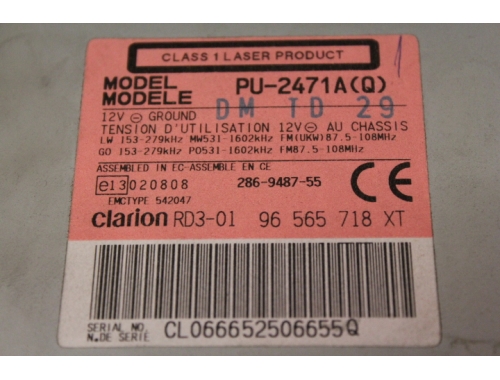 CLASS 1 LASER PRODUCT
MODEL PU-2471A(Q)
MODELE
DM TD 29
12V ⎓ GROUND
TENSION D'UTILISATION 12V ⎓ AU CHASSIS
LW 153-279kHz MW531-1602kHz FM(UKW)87.5-108MHz
GO 153-279kHz PO531-1602kHz FM87.5-108MHz
ASSEMBLED IN EC-ASSEMBLE EN CE
e13 020808 286-9487-55 CE
EMCTYPE 542047
clarion RD3-01 96 565 718 XT
SERIAL NO.
N.DE SERIE CL066652506655Q